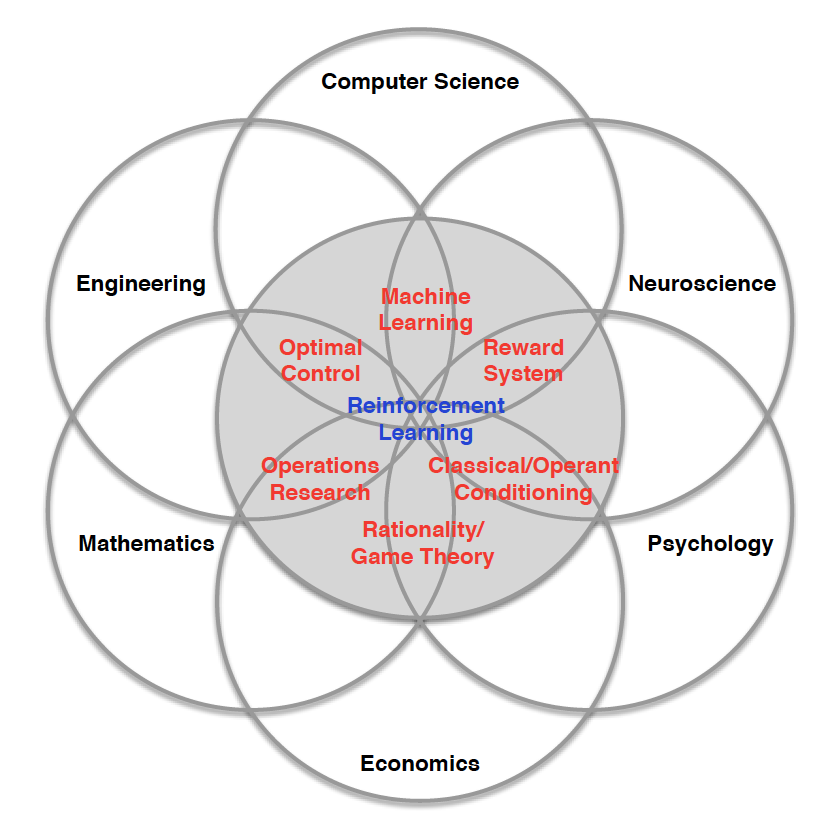 Computer Science
Engineering
Neuroscience
Machine
Learning
Optimal
Control
Reward
System
Reinforcement
Learning
Operations
Research
Classical/Operant
Conditioning
Rationality/
Game Theory
Mathematics
Psychology
Economics